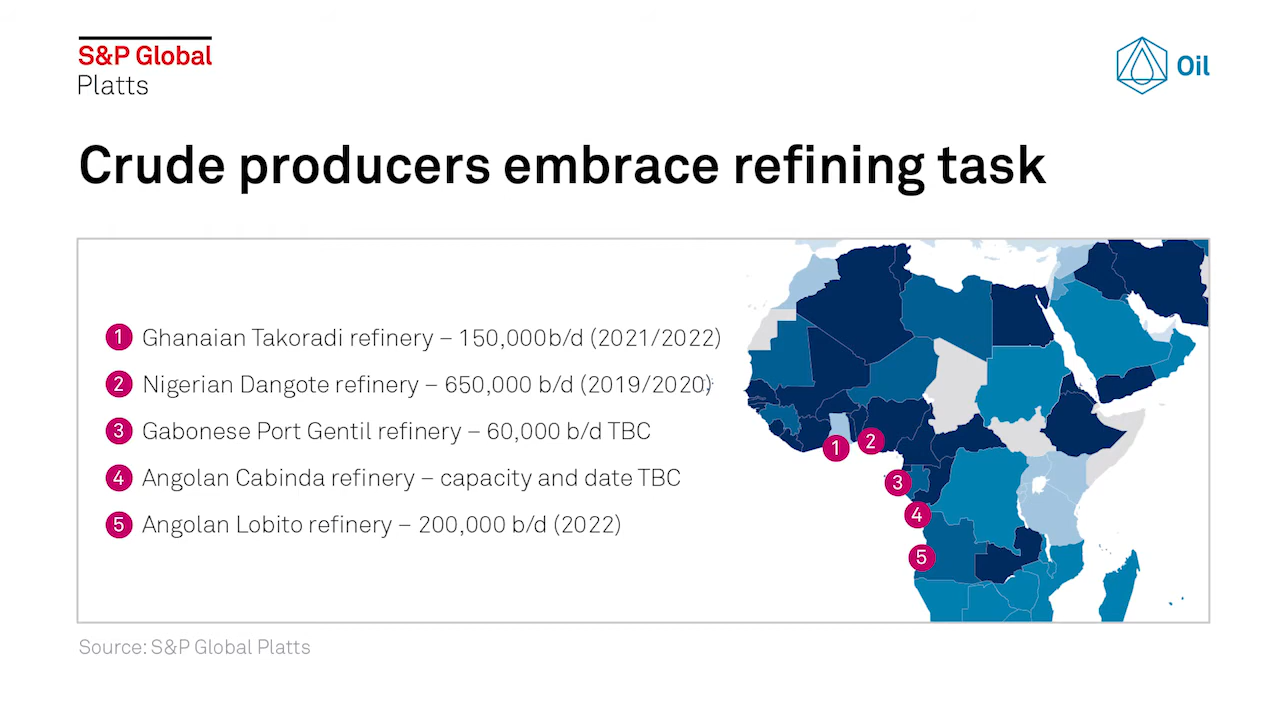 S&P Global
Platts
Oil
Crude producers embrace refining task
1 Ghanaian Takoradi refinery – 150,000b/d (2021/2022)
2 Nigerian Dangote refinery – 650,000 b/d (2019/2020)
3 Gabonese Port Gentil refinery – 60,000 b/d TBC
4 Angolan Cabinda refinery – capacity and date TBC
5 Angolan Lobito refinery – 200,000 b/d (2022)
1
2
3
4
5
Source: S&P Global Platts